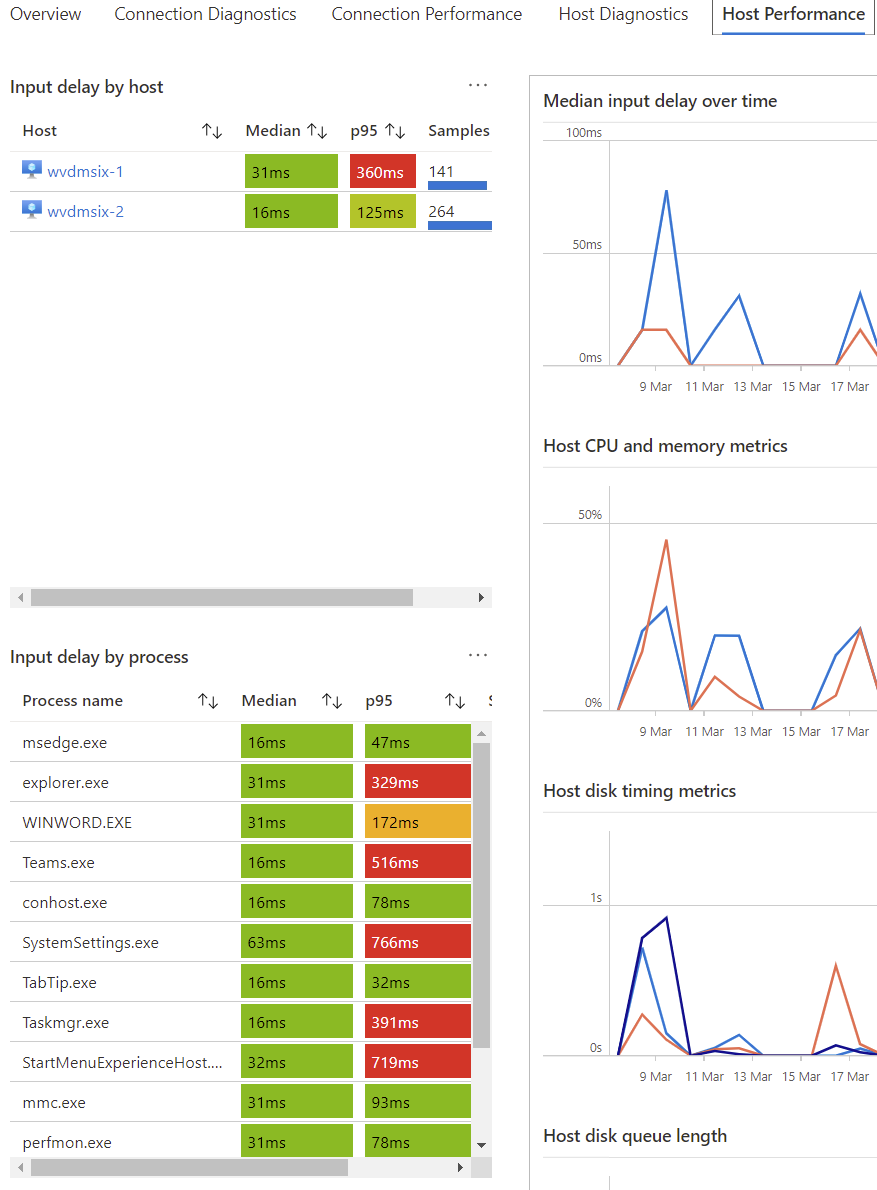 Overview Connection Diagnostics Connection Performance Host Diagnostics Host Performance
Input delay by host ...
Host Median p95 Samples
wvdmsix-1 31ms 360ms 141
wvdmsix-2 16ms 125ms 264
Input delay by process ...
Process name Median p95
msedge.exe 16ms 47ms
explorer.exe 31ms 329ms
WINWORD.EXE 31ms 172ms
Teams.exe 16ms 516ms
conhost.exe 16ms 78ms
SystemSettings.exe 63ms 766ms
TabTip.exe 16ms 32ms
Taskmgr.exe 16ms 391ms
StartMenuExperienceHost.... 32ms 719ms
mmc.exe 31ms 93ms
perfmon.exe 31ms 78ms
Median input delay over time
100ms
50ms
0ms
9 Mar 11 Mar 13 Mar 15 Mar 17 Mar
Host CPU and memory metrics
50%
0%
9 Mar 11 Mar 13 Mar 15 Mar 17 Mar
Host disk timing metrics
1s
0s
9 Mar 11 Mar 13 Mar 15 Mar 17 Mar
Host disk queue length